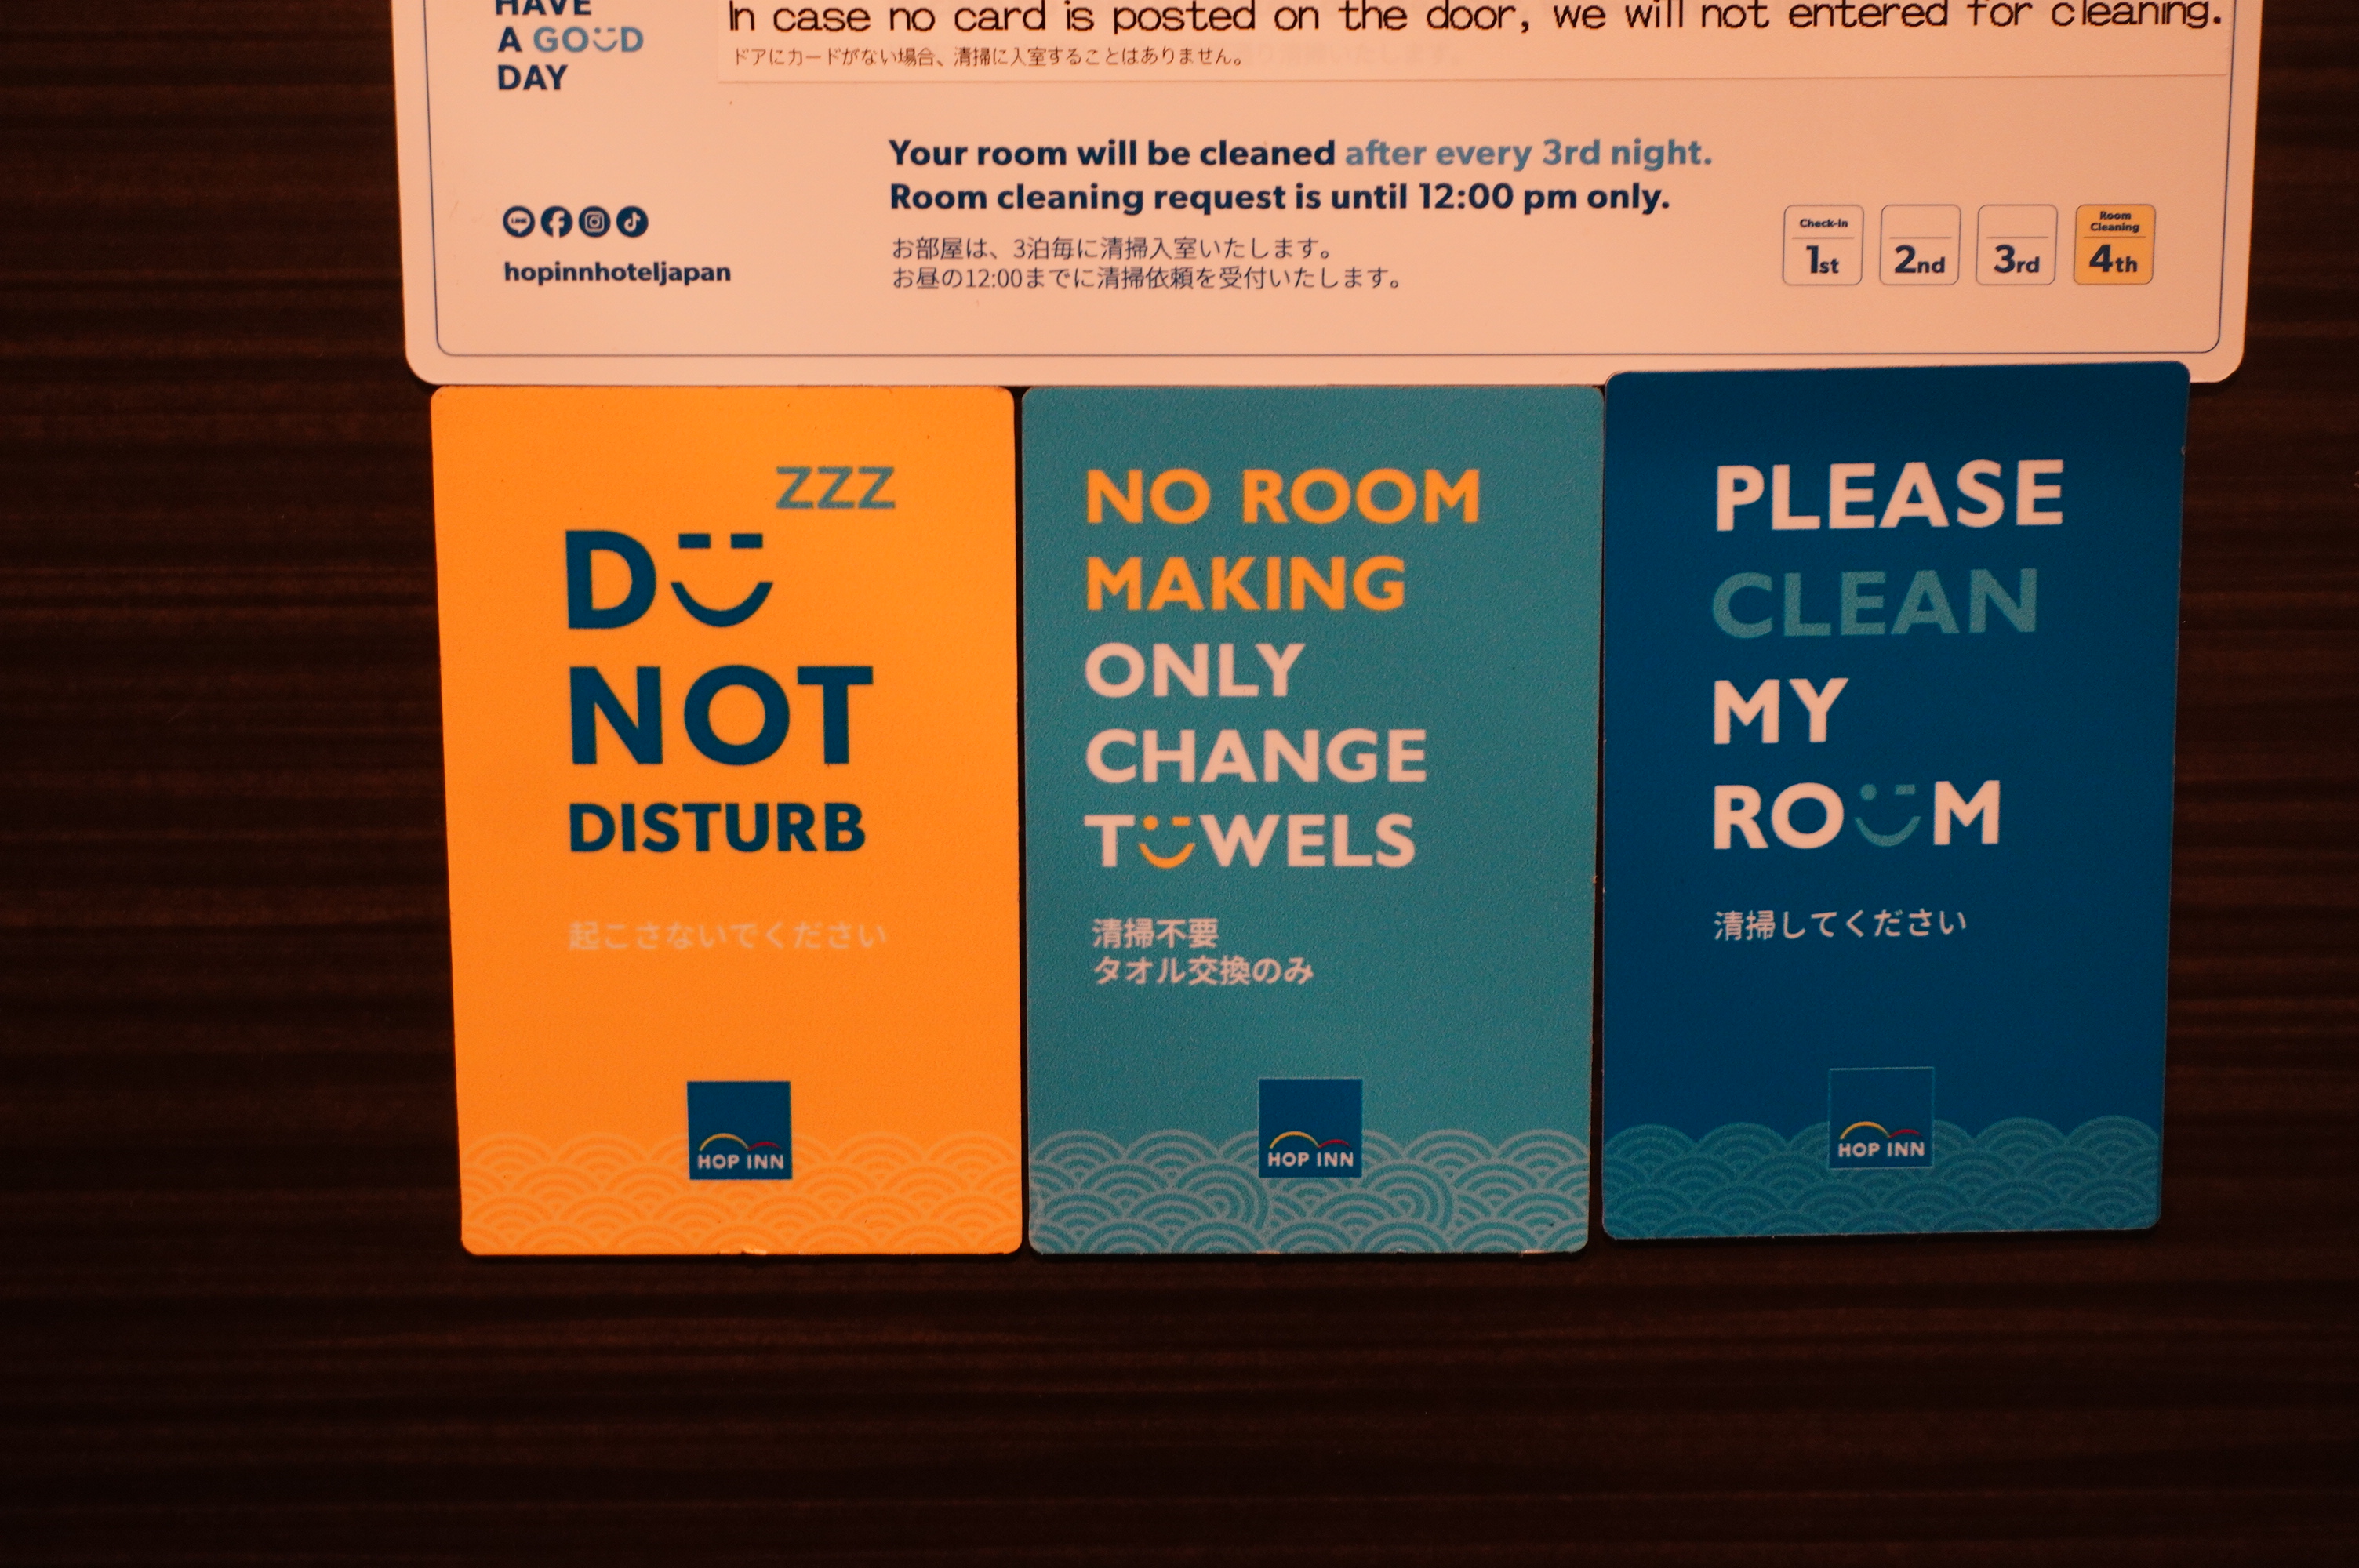 HAVE
A GOOD
DAY
In case no card is posted on the door, we will not entered for cleaning.
ドアにカードがない場合、清掃に入室することはありません。
Your room will be cleaned after every 3rd night.
Room cleaning request is until 12:00 pm only.
お部屋は、3泊毎に清掃入室いたします。
お昼の12:00までに清掃依頼を受付いたします。
hopinnhoteljapan
Check-in
1st
2nd
3rd
Room
Cleaning
4th
ZZZ
DO
NOT
DISTURB
起こさないでください
HOP INN
NO ROOM
MAKING
ONLY
CHANGE
TOWELS
清掃不要
タオル交換のみ
HOP INN
PLEASE
CLEAN
MY
ROOM
清掃してください
HOP INN